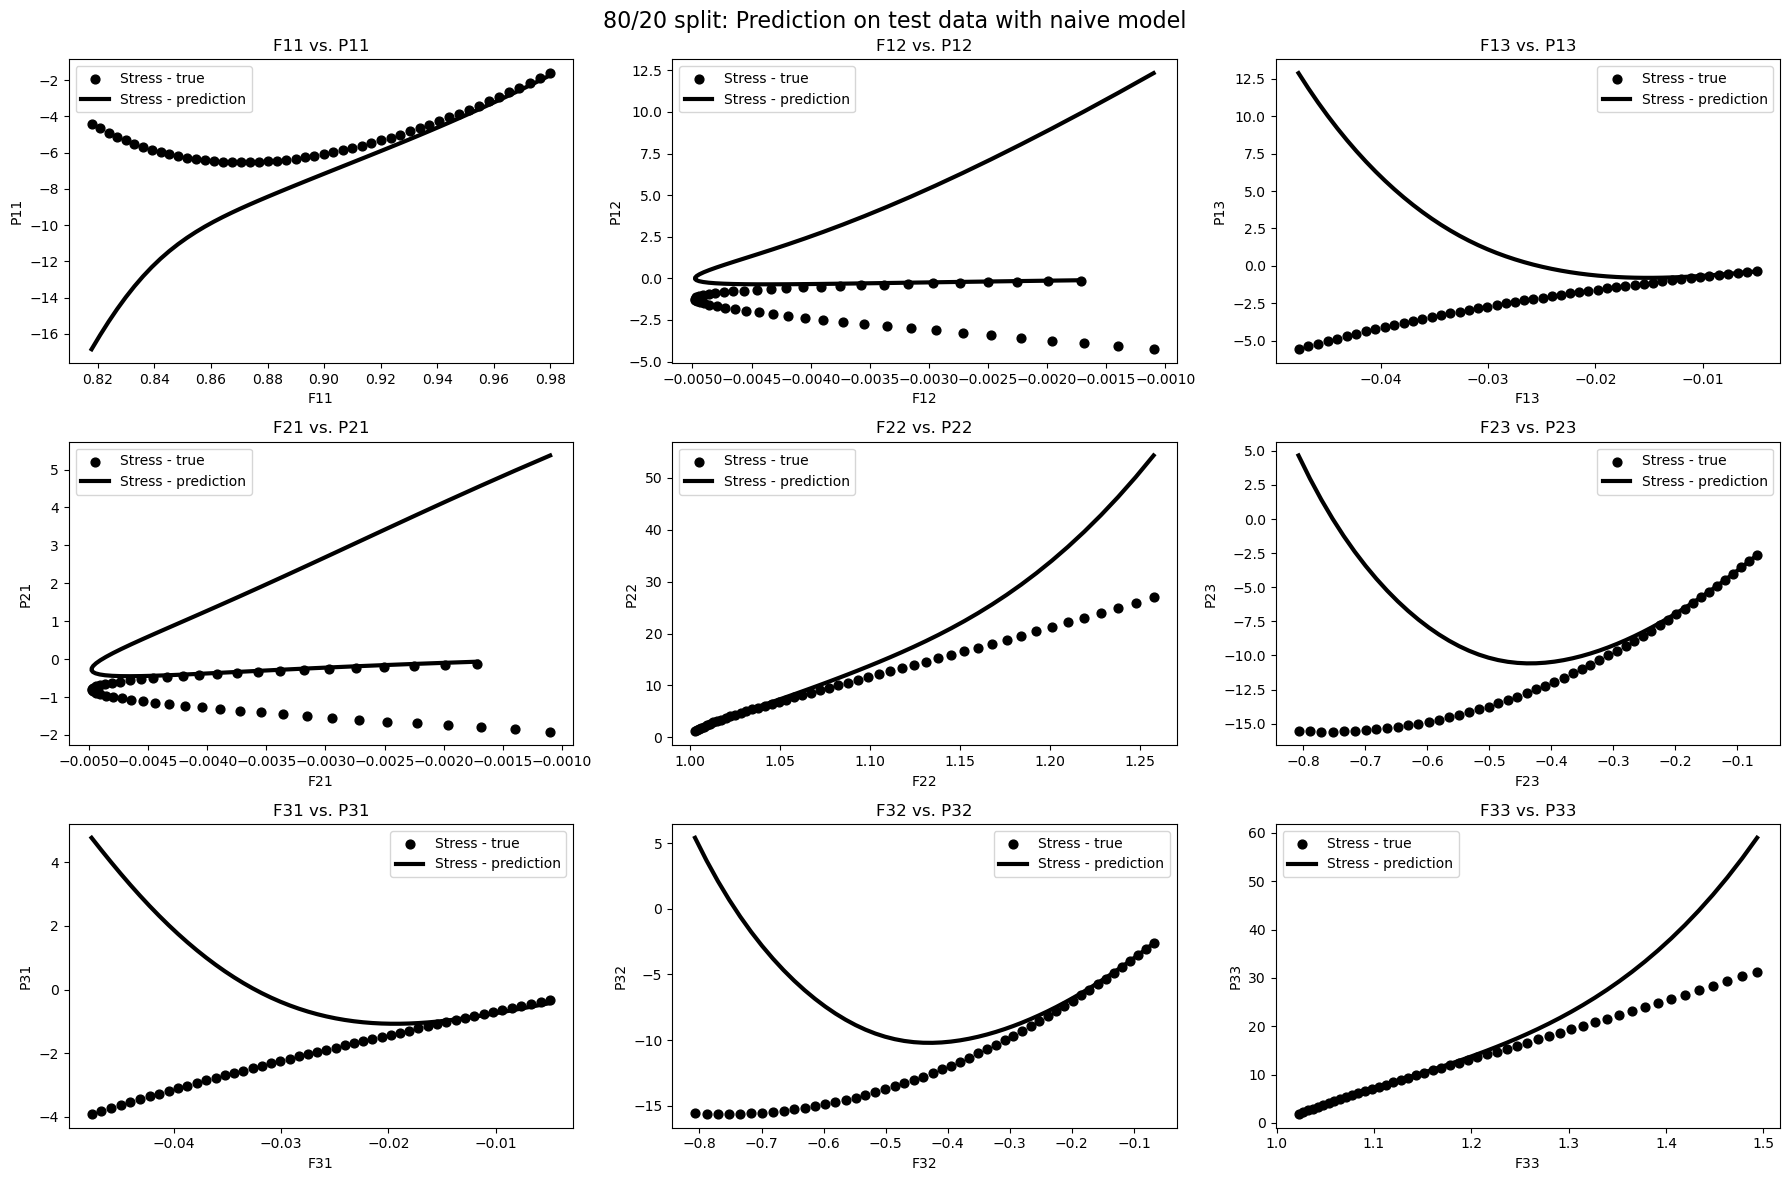 80/20 split: Prediction on test data with naive model
F11 vs. P11
Stress - true
Stress - prediction
P11
−2
−4
−6
−8
−10
−12
−14
−16
0.82 0.84 0.86 0.88 0.90 0.92 0.94 0.96 0.98
F11
F12 vs. P12
Stress - true
Stress - prediction
P12
12.5
10.0
7.5
5.0
2.5
0.0
−2.5
−5.0
−0.0050 −0.0045 −0.0040 −0.0035 −0.0030 −0.0025 −0.0020 −0.0015 −0.0010
F12
F13 vs. P13
Stress - true
Stress - prediction
P13
12.5
10.0
7.5
5.0
2.5
0.0
−2.5
−5.0
−0.04 −0.03 −0.02 −0.01
F13
F21 vs. P21
Stress - true
Stress - prediction
P21
5
4
3
2
1
0
−1
−2
−0.0050 −0.0045 −0.0040 −0.0035 −0.0030 −0.0025 −0.0020 −0.0015 −0.0010
F21
F22 vs. P22
Stress - true
Stress - prediction
P22
50
40
30
20
10
0
1.00 1.05 1.10 1.15 1.20 1.25
F22
F23 vs. P23
Stress - true
Stress - prediction
P23
5.0
2.5
0.0
−2.5
−5.0
−7.5
−10.0
−12.5
−15.0
−0.8 −0.7 −0.6 −0.5 −0.4 −0.3 −0.2 −0.1
F23
F31 vs. P31
Stress - true
Stress - prediction
P31
4
2
0
−2
−4
−0.04 −0.03 −0.02 −0.01
F31
F32 vs. P32
Stress - true
Stress - prediction
P32
5
0
−5
−10
−15
−0.8 −0.7 −0.6 −0.5 −0.4 −0.3 −0.2 −0.1
F32
F33 vs. P33
Stress - true
Stress - prediction
P33
60
50
40
30
20
10
0
1.0 1.1 1.2 1.3 1.4 1.5
F33